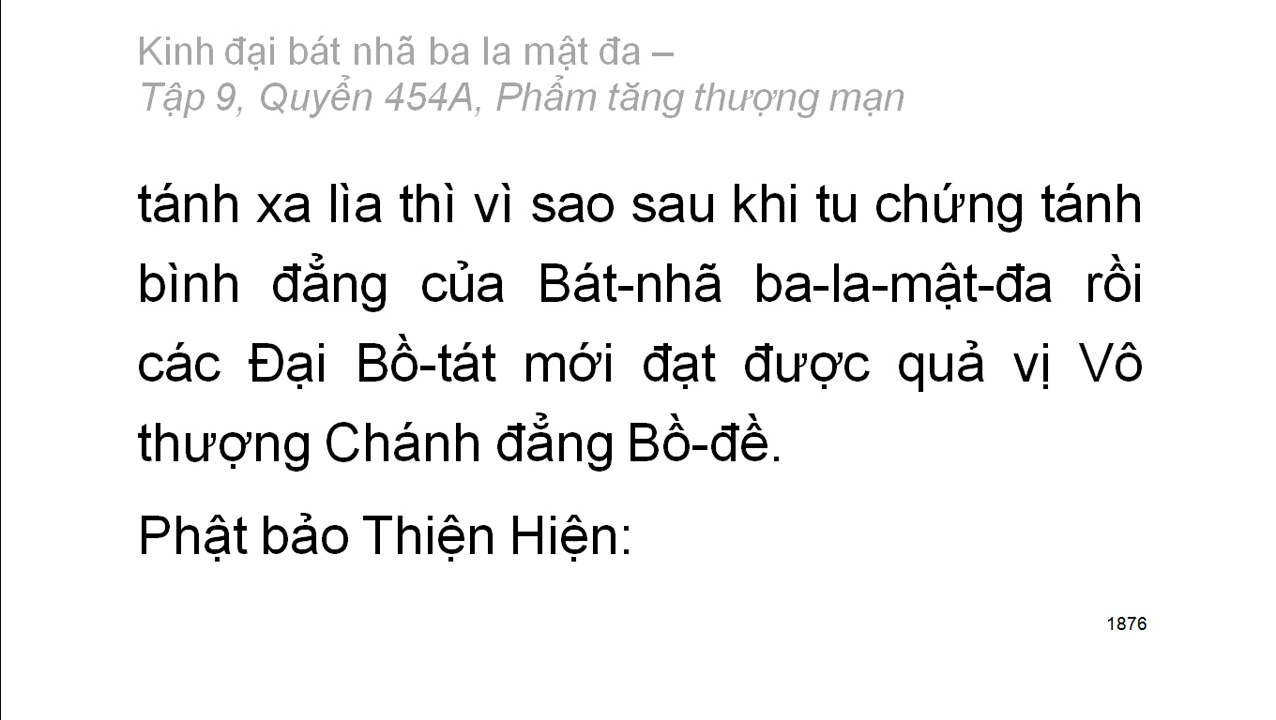 Kinh đại bát nhã ba la mật đa –
Tập 9, Quyển 454A, Phẩm tăng thượng mạn
tánh xa lìa thì vì sao sau khi tu chứng tánh
bình đẳng của Bát-nhã ba-la-mật-đa rồi
các Đại Bồ-tát mới đạt được quả vị Vô
thượng Chánh đẳng Bồ-đề.
Phật bảo Thiện Hiện:
1876